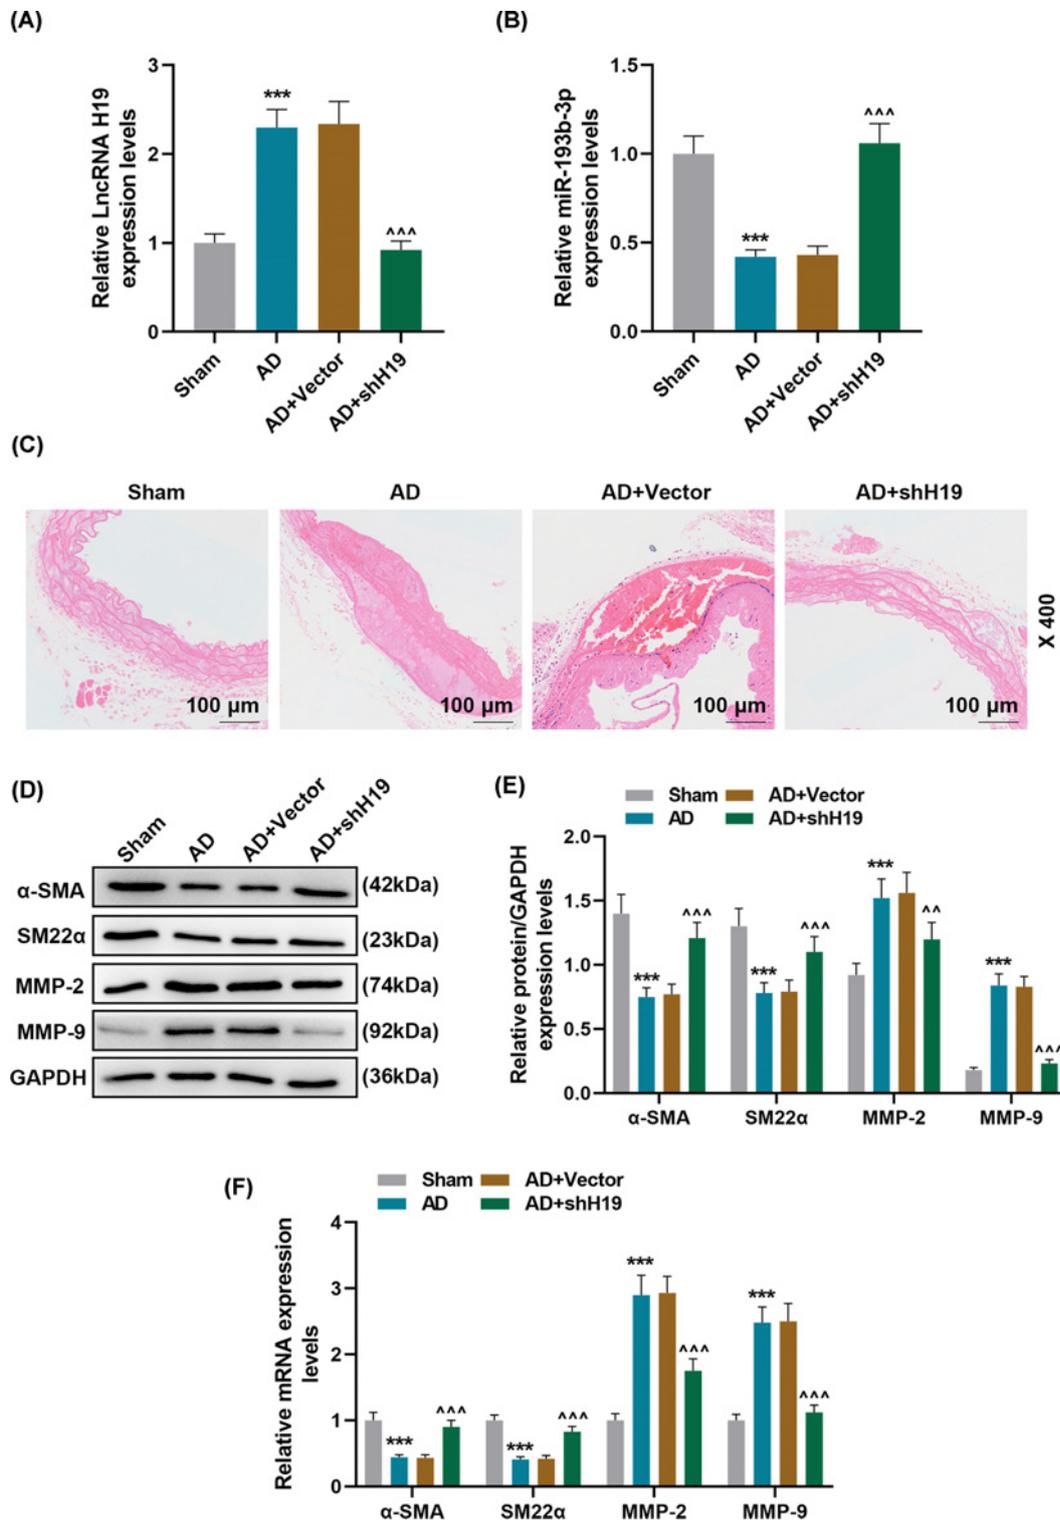 (A)
Relative LncRNA H19
expression levels
3
2
1
0
***
^^^
Sham
AD
AD+Vector
AD+shH19
(B)
Relative miR-193b-3p
expression levels
1.5
1.0
0.5
0.0
***
^^^
Sham
AD
AD+Vector
AD+shH19
(C)
Sham
AD
AD+Vector
AD+shH19
100 μm
100 μm
100 μm
100 μm
X 400
(D)
Sham
AD
AD+Vector
AD+shH19
α-SMA
(42kDa)
SM22α
(23kDa)
MMP-2
(74kDa)
MMP-9
(92kDa)
GAPDH
(36kDa)
(E)
Sham
AD+Vector
AD
AD+shH19
Relative protein/GAPDH
expression levels
2.0
1.5
1.0
0.5
0.0
***
^^^
***
^^^
***
^^
***
^^^
α-SMA
SM22α
MMP-2
MMP-9
(F)
Sham
AD+Vector
AD
AD+shH19
Relative mRNA expression
levels
4
3
2
1
0
***
^^^
***
^^^
***
^^^
***
^^^
α-SMA
SM22α
MMP-2
MMP-9